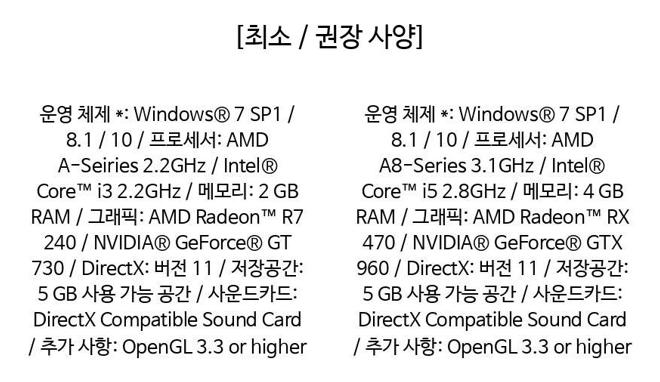 [최소 / 권장 사양]
운영 체제 *: Windows® 7 SP1 /
8.1 / 10 / 프로세서: AMD
A-Seiries 2.2GHz / Intel®
Core™ i3 2.2GHz / 메모리: 2 GB
RAM / 그래픽: AMD Radeon™ R7
240 / NVIDIA® GeForce® GT
730 / DirectX: 버전 11 / 저장공간:
5 GB 사용 가능 공간 / 사운드카드:
DirectX Compatible Sound Card
/ 추가 사항: OpenGL 3.3 or higher
운영 체제 *: Windows® 7 SP1 /
8.1 / 10 / 프로세서: AMD
A8-Series 3.1GHz / Intel®
Core™ i5 2.8GHz / 메모리: 4 GB
RAM / 그래픽: AMD Radeon™ RX
470 / NVIDIA® GeForce® GTX
960 / DirectX: 버전 11 / 저장공간:
5 GB 사용 가능 공간 / 사운드카드:
DirectX Compatible Sound Card
/ 추가 사항: OpenGL 3.3 or higher